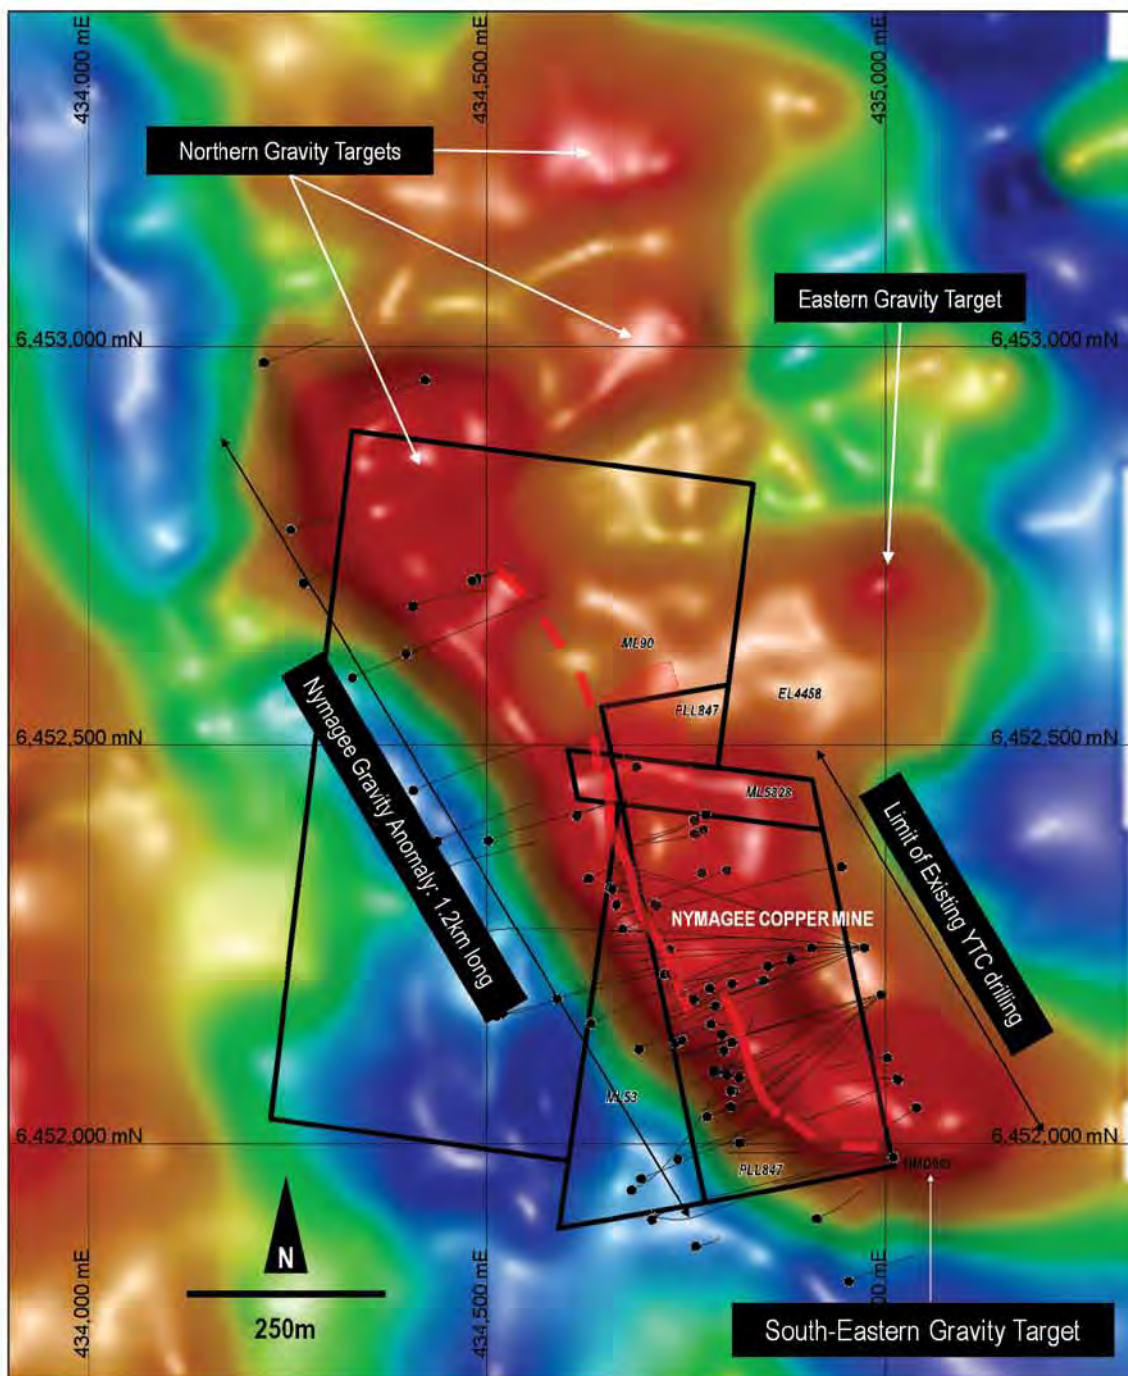 434,000 mE
434,500 mE
435,000 mE
Northern Gravity Targets
Eastern Gravity Target
6,453,000 mN
6,453,000 mN
ML90
EL4458
PLL847
Nymagee Gravity Anomaly: 1.2km long
6,452,500 mN
6,452,500 mN
ML5828
Limit of Existing YTC drilling
NYMAGEE COPPER MINE
ML53
6,452,000 mN
6,452,000 mN
PLL847
N
250m
434,000 mE
434,500 mE
mE
South-Eastern Gravity Target